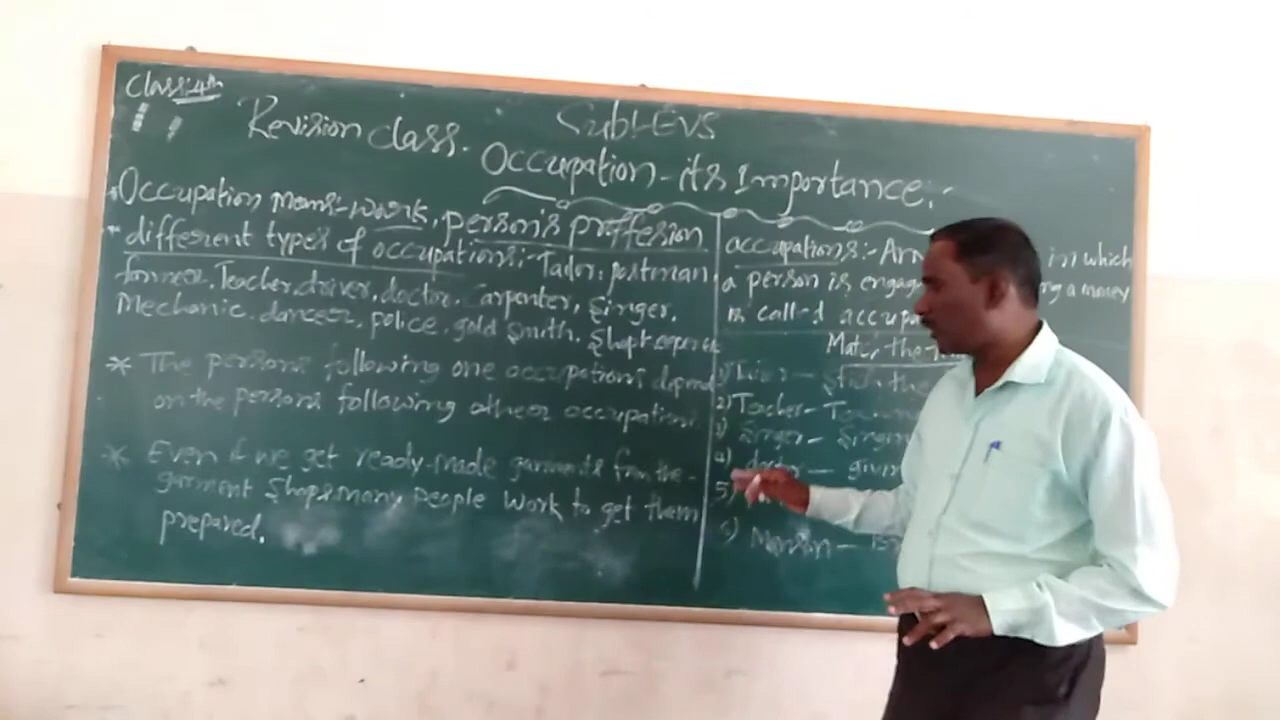 Class: 4th
Sub:- EVS
Revision class.
Occupation - its Importance:-
*Occupation means:- work, person's proffesion
* different types of occupations:- Tailor, postman,
farmer, Teacher, driver, doctor, Carpenter, Singer,
Mechanic, dancer, police, gold smith, Shopkeeper
* The persons following one occupations depend
on the persons following other occupation
* Even if we get ready-made garments from the-
garment Shops many people work to get them
prepared.
occupations:- in which
a person is a money
is called
the
1)
2) Teacher -
3) Singer -
4) doctor -
5)
6)